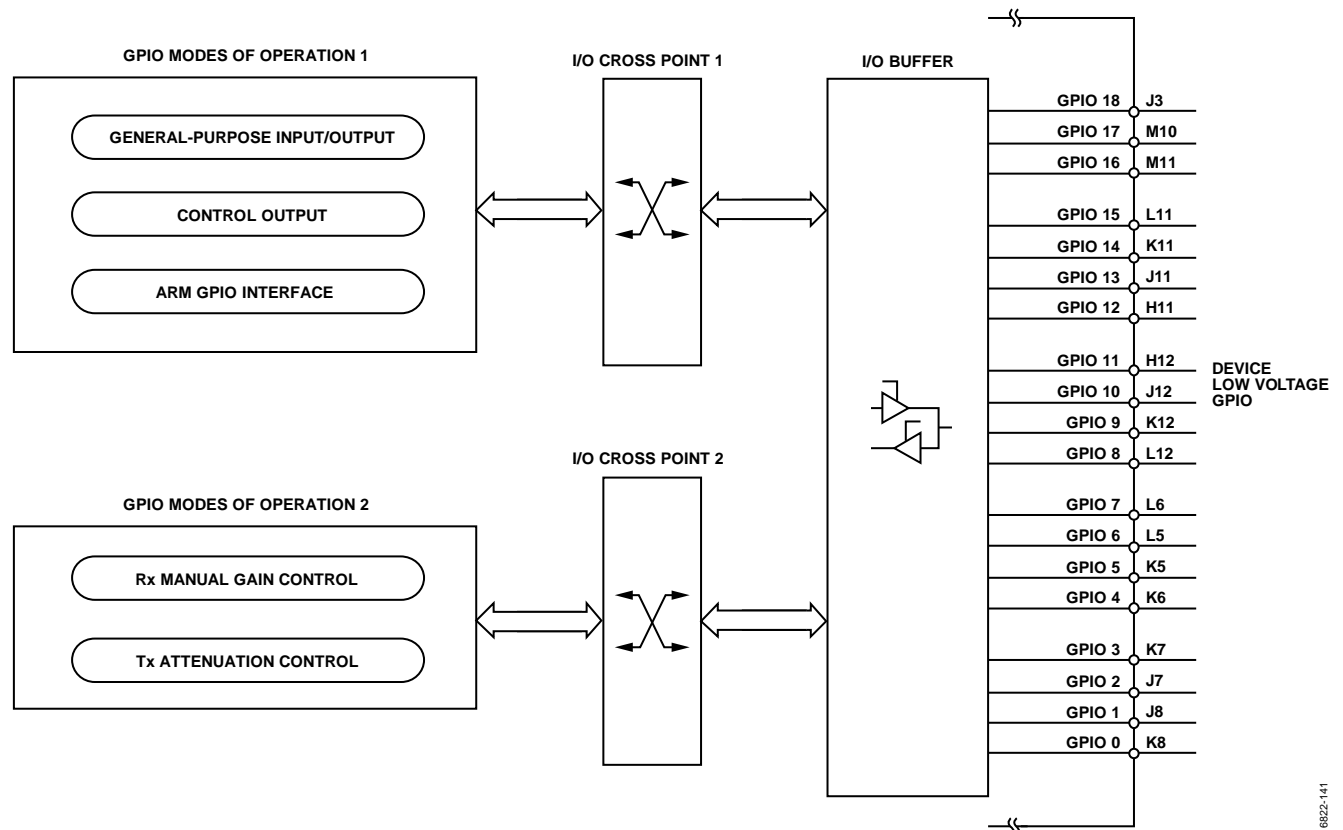 GPIO MODES OF OPERATION 1
I/O CROSS POINT 1
I/O BUFFER
GENERAL-PURPOSE INPUT/OUTPUT
CONTROL OUTPUT
ARM GPIO INTERFACE
GPIO MODES OF OPERATION 2
I/O CROSS POINT 2
Rx MANUAL GAIN CONTROL
Tx ATTENUATION CONTROL
GPIO 18 J3
GPIO 17 M10
GPIO 16 M11
GPIO 15 L11
GPIO 14 K11
GPIO 13 J11
GPIO 12 H11
GPIO 11 H12
GPIO 10 J12
GPIO 9 K12
GPIO 8 L12
GPIO 7 L6
GPIO 6 L5
GPIO 5 K5
GPIO 4 K6
GPIO 3 K7
GPIO 2 J7
GPIO 1 J8
GPIO 0 K8
DEVICE
LOW VOLTAGE
GPIO
6822-141